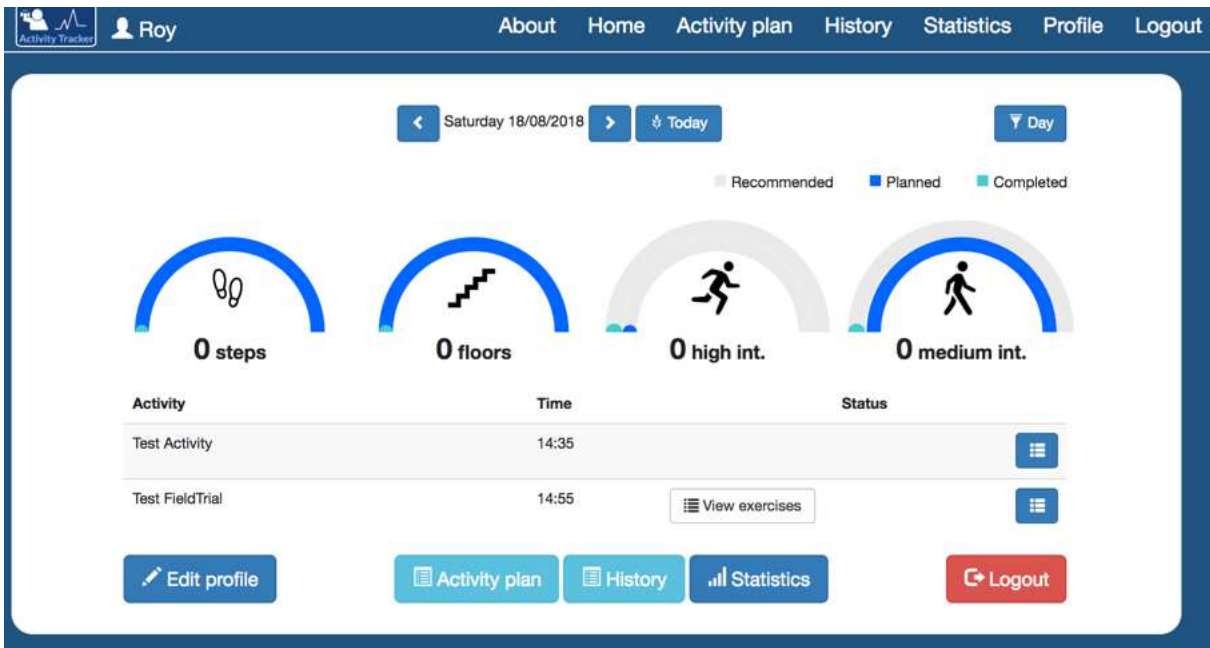 Activity Tracker
Roy
About Home Activity plan History Statistics Profile Logout
Saturday 18/08/2018 Today Day
Recommended Planned Completed
0 steps 0 floors 0 high int. 0 medium int.
Activity Time Status
Test Activity 14:35
Test FieldTrial 14:55 View exercises
Edit profile Activity plan History Statistics Logout